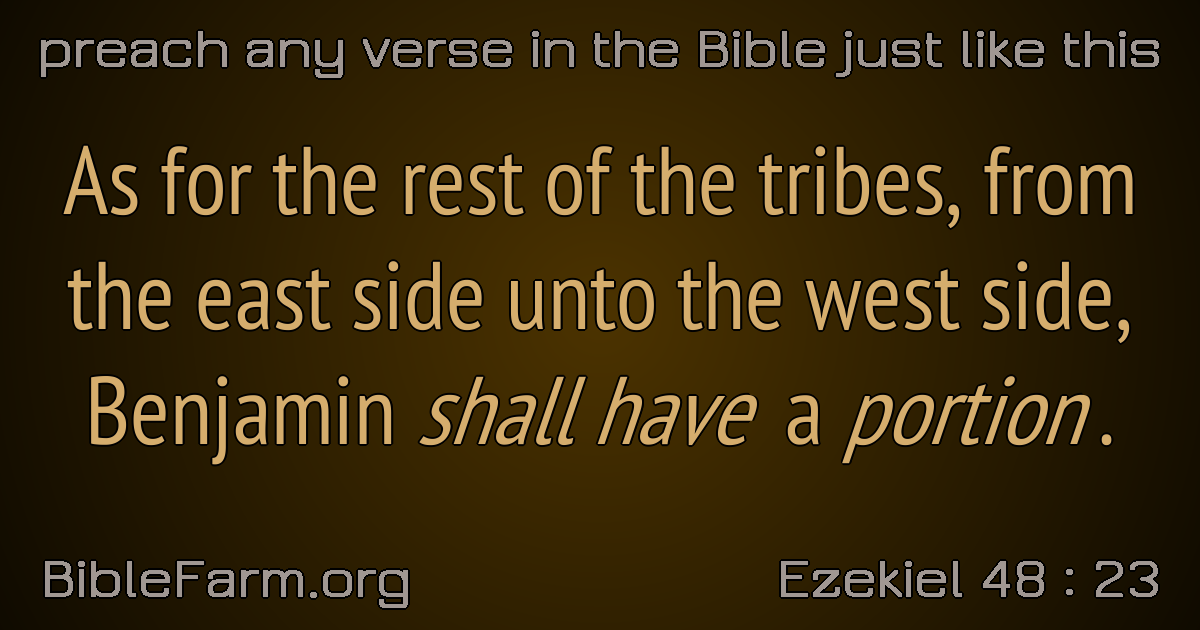 preach any verse in the Bible just like this
As for the rest of the tribes, from
the east side unto the west side,
Benjamin shall have a portion.
BibleFarm.org
Ezekiel 48 : 23